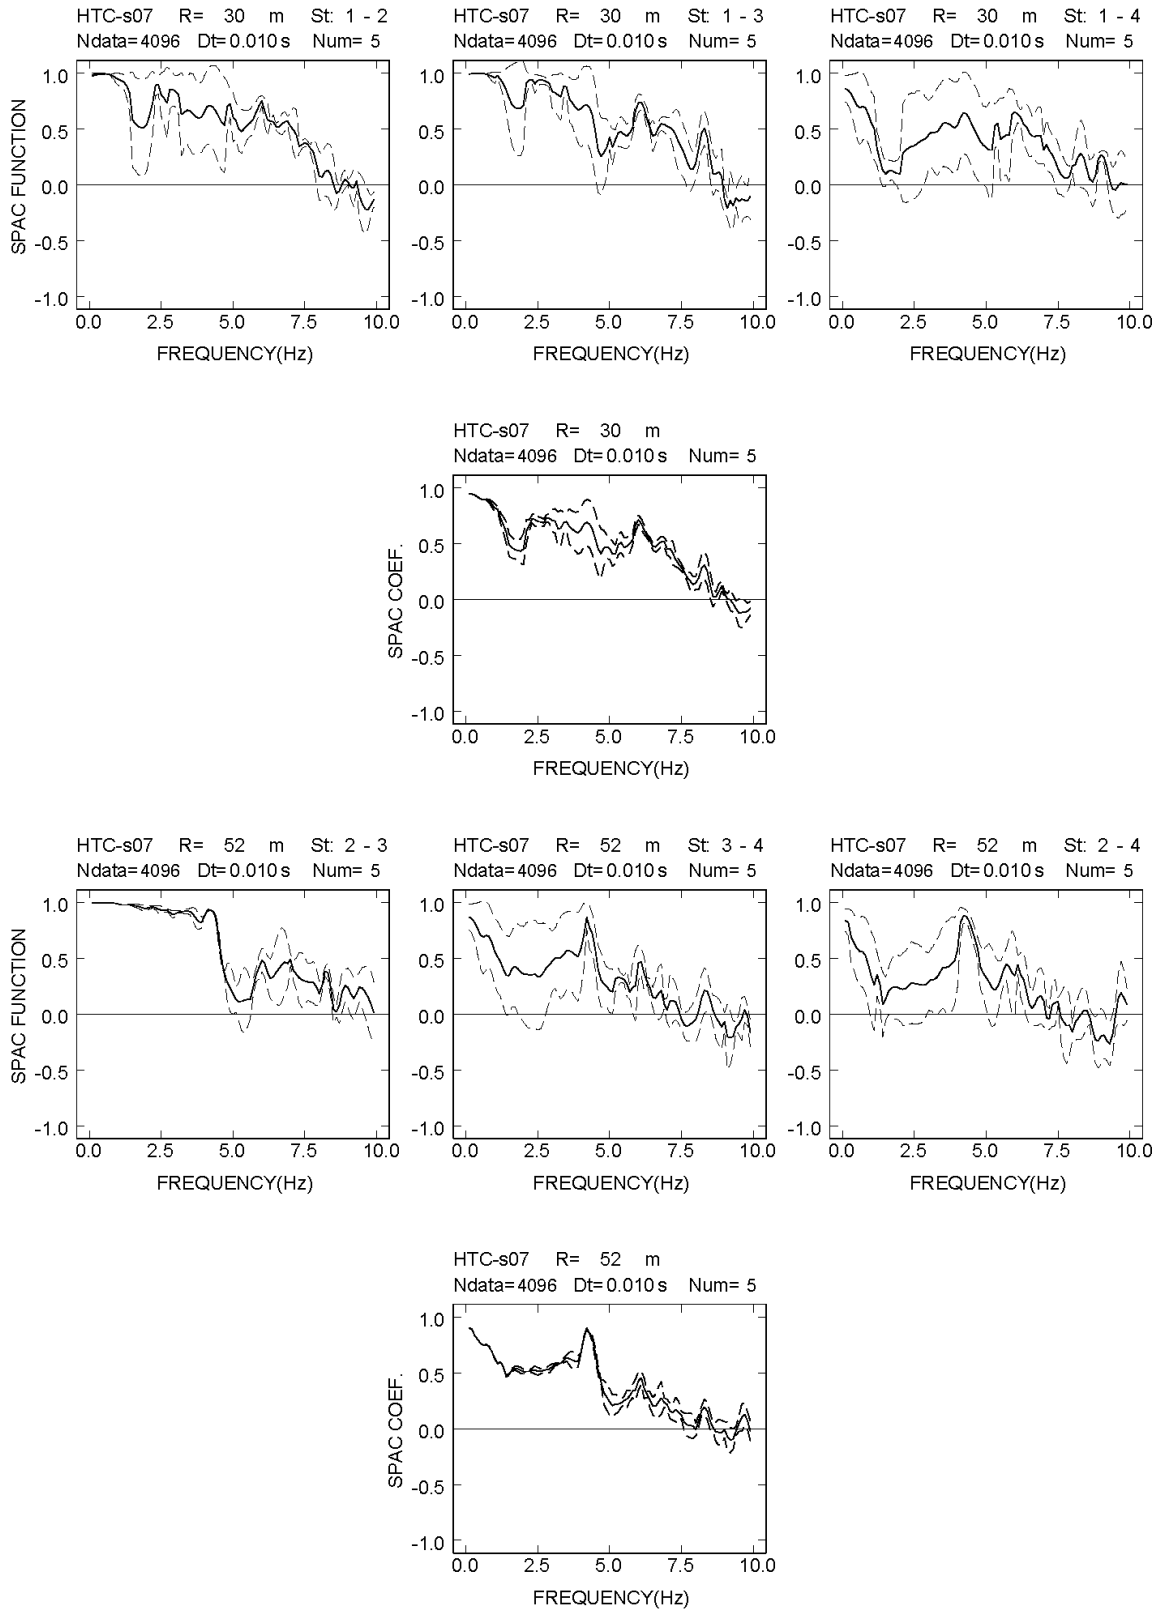 HTC-s07 R= 30 m St: 1 - 2
Ndata=4096 Dt=0.010 s Num= 5
HTC-s07 R= 30 m St: 1 - 3
Ndata=4096 Dt=0.010 s Num= 5
HTC-s07 R= 30 m St: 1 - 4
Ndata=4096 Dt=0.010 s Num= 5
SPAC FUNCTION
1.0
0.5
0.0
-0.5
-1.0
0.0 2.5 5.0 7.5 10.0
FREQUENCY(Hz)
1.0
0.5
0.0
-0.5
-1.0
0.0 2.5 5.0 7.5 10.0
FREQUENCY(Hz)
1.0
0.5
0.0
-0.5
-1.0
0.0 2.5 5.0 7.5 10.0
FREQUENCY(Hz)
HTC-s07 R= 30 m
Ndata=4096 Dt=0.010 s Num= 5
SPAC COEF.
1.0
0.5
0.0
-0.5
-1.0
0.0 2.5 5.0 7.5 10.0
FREQUENCY(Hz)
HTC-s07 R= 52 m St: 2 - 3
Ndata=4096 Dt=0.010 s Num= 5
HTC-s07 R= 52 m St: 3 - 4
Ndata=4096 Dt=0.010 s Num= 5
HTC-s07 R= 52 m St: 2 - 4
Ndata=4096 Dt=0.010 s Num= 5
SPAC FUNCTION
1.0
0.5
0.0
-0.5
-1.0
0.0 2.5 5.0 7.5 10.0
FREQUENCY(Hz)
1.0
0.5
0.0
-0.5
-1.0
0.0 2.5 5.0 7.5 10.0
FREQUENCY(Hz)
1.0
0.5
0.0
-0.5
-1.0
0.0 2.5 5.0 7.5 10.0
FREQUENCY(Hz)
HTC-s07 R= 52 m
Ndata=4096 Dt=0.010 s Num= 5
SPAC COEF.
1.0
0.5
0.0
-0.5
-1.0
0.0 2.5 5.0 7.5 10.0
FREQUENCY(Hz)